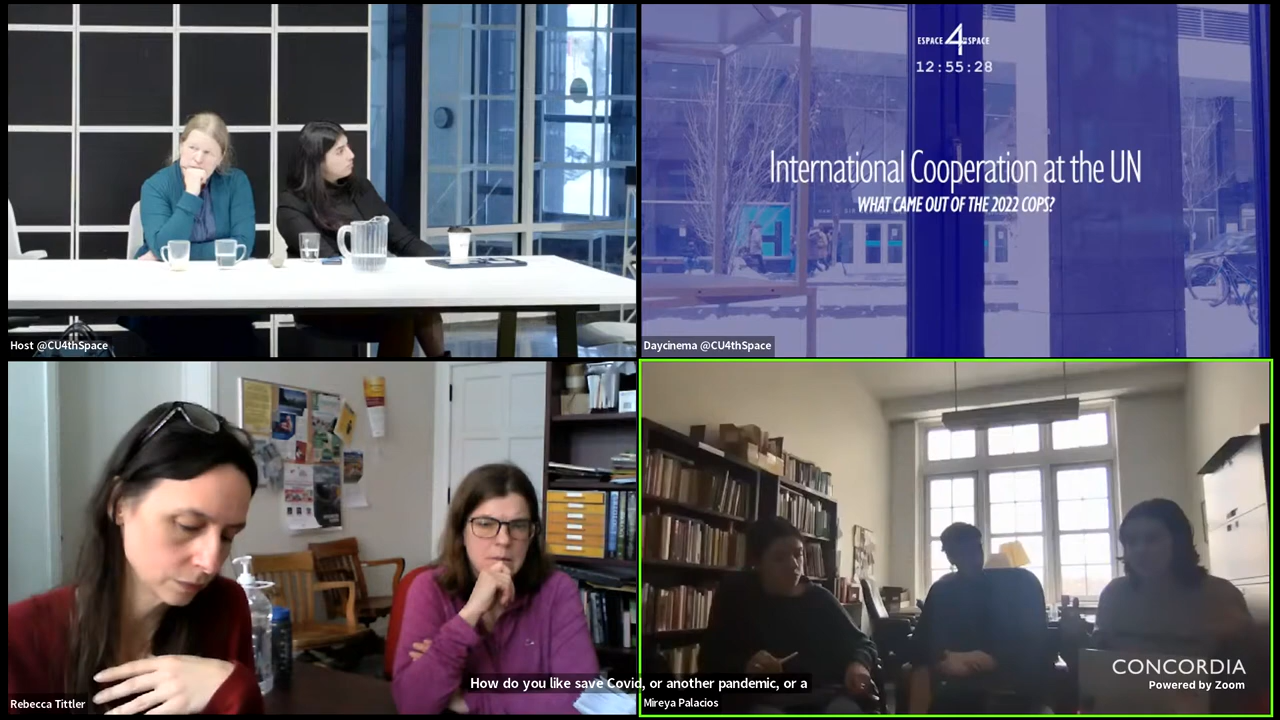 Host @CU4thSpace
ESPACE 4TH SPACE
12:55:28
International Cooperation at the UN
WHAT CAME OUT OF THE 2022 COPS?
Daycinema @CU4thSpace
Rebecca Tittler
How do you like save Covid, or another pandemic, or a
CONCORDIA
Powered by Zoom
Mireya Palacios